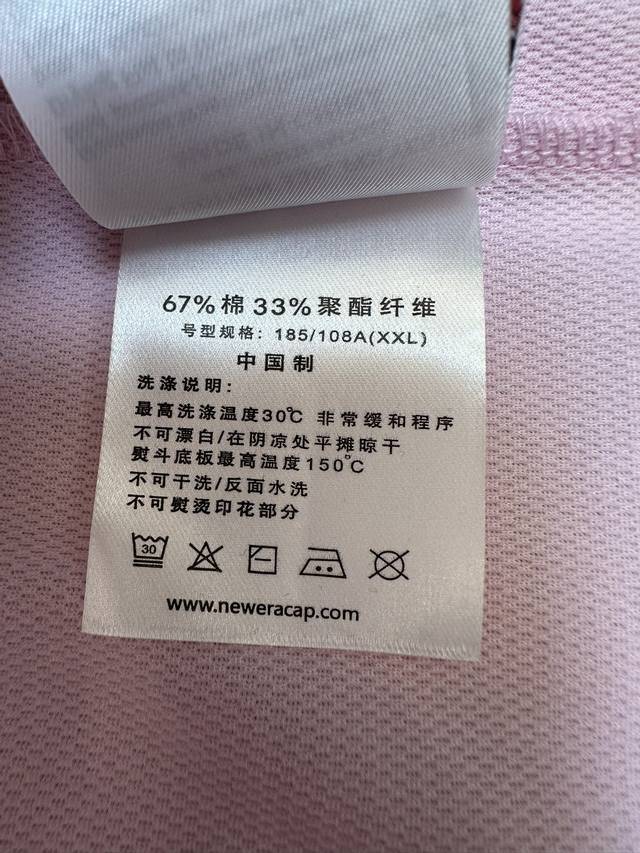 67%棉 33%聚酯纤维
号型规格：185/108A(XXL)
中国制
洗涤说明：
最高洗涤温度30℃ 非常缓和程序
不可漂白/在阴凉处平摊晾干
熨斗底板最高温度150℃
不可干洗/反面水洗
不可熨烫印花部分
30
www.neweracap.com